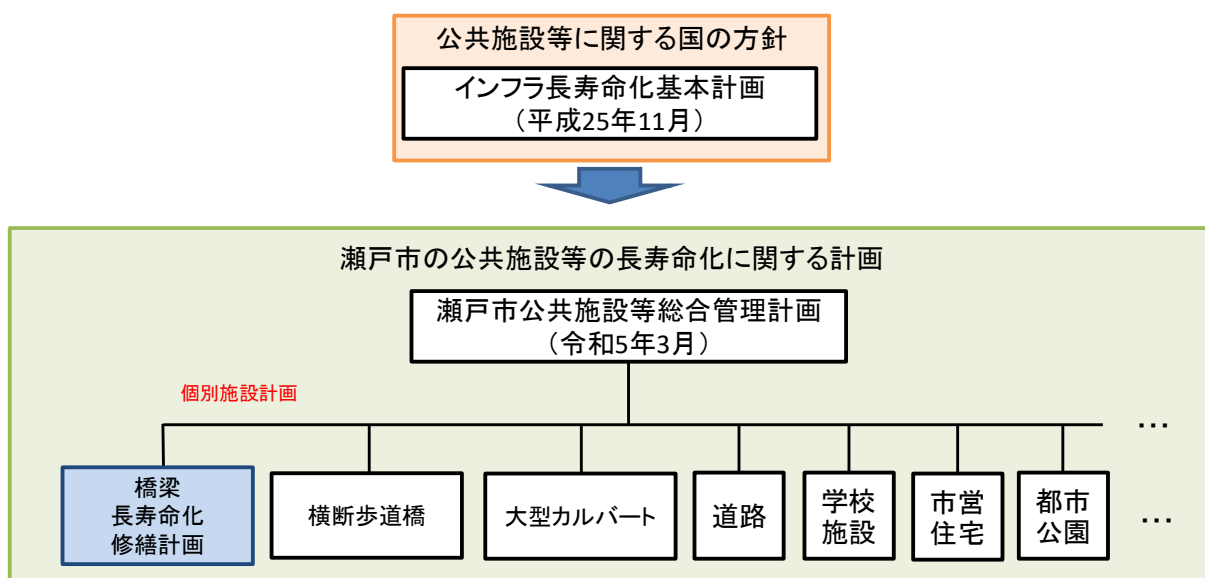 公共施設等に関する国の方針
インフラ長寿命化基本計画
（平成25年11月）
瀬戸市の公共施設等の長寿命化に関する計画
瀬戸市公共施設等総合管理計画
（令和5年3月）
個別施設計画
…
橋梁
長寿命化
修繕計画
横断歩道橋
大型カルバート
道路
学校
施設
市営
住宅
都市
公園
…